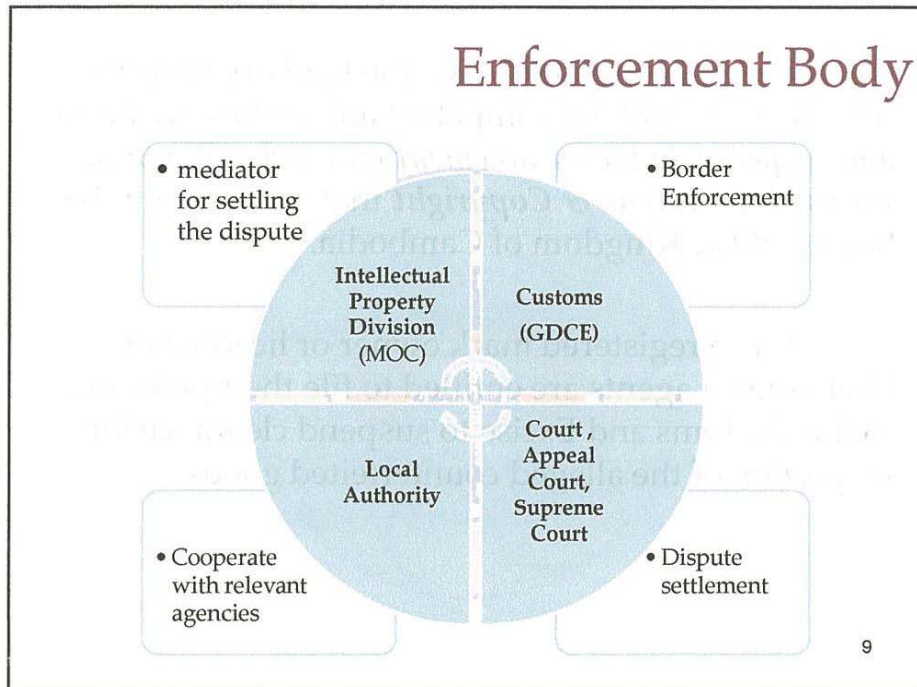 Enforcement Body
• mediator
for settling
the dispute
• Border
Enforcement
Intellectual
Property
Division
(MOC)
Customs
(GDCE)
Local
Authority
Court ,
Appeal
Court,
Supreme
Court
• Cooperate
with relevant
agencies
• Dispute
settlement
9